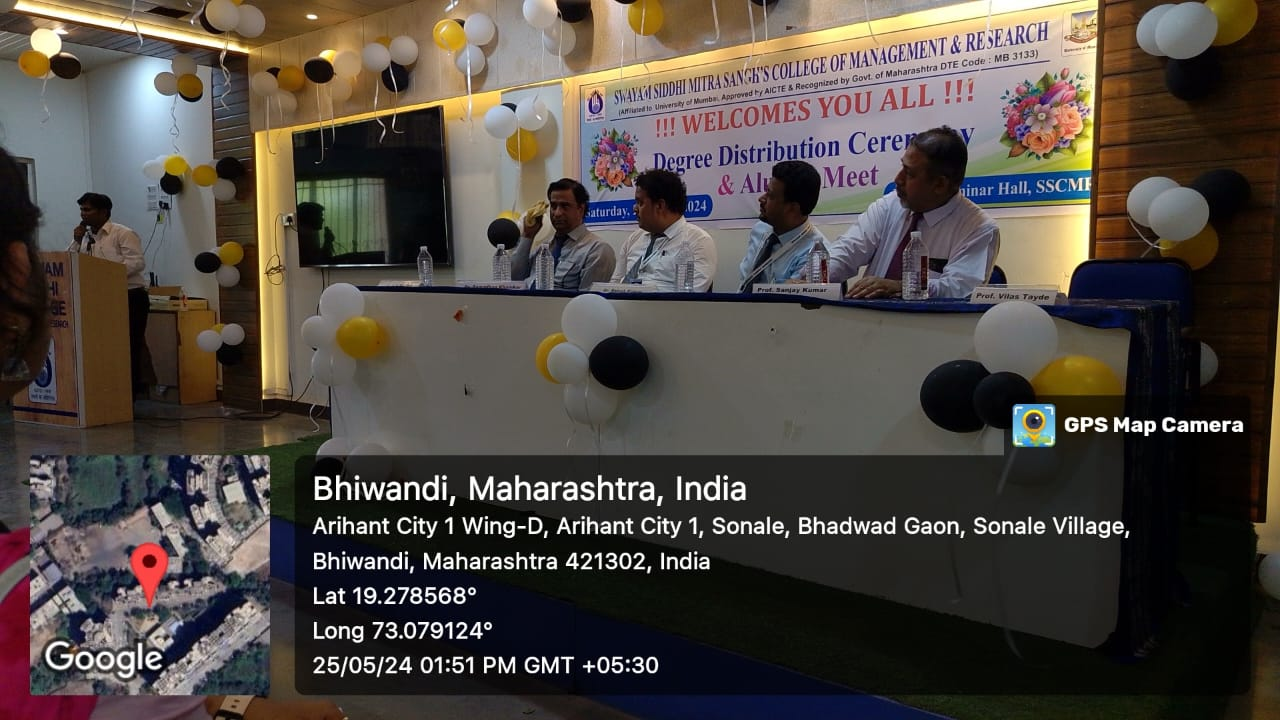 SWAYAM SIDDHI MITRA SANGH'S COLLEGE OF MANAGEMENT & RESEARCH
(Affiliated to University of Mumbai, Approved by AICTE & Recognized by Govt. of Maharashtra DTE Code : MB 3133)
!!! WELCOMES YOU ALL !!!
Degree Distribution
& Meet
Saturday, 2024
Hall, SSCMR
Prof. Sanjay Kumar
Prof. Vilas Tayde
GPS Map Camera
Bhiwandi, Maharashtra, India
Arihant City 1 Wing-D, Arihant City 1, Sonale, Bhadwad Gaon, Sonale Village,
Bhiwandi, Maharashtra 421302, India
Lat 19.278568°
Long 73.079124°
25/05/24 01:51 PM GMT +05:30
Google